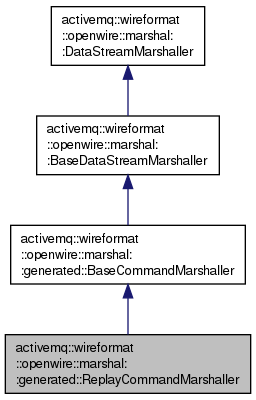 activemq::wireformat
::openwire::marshal:
:DataStreamMarshaller
activemq::wireformat
::openwire::marshal:
:BaseDataStreamMarshaller
activemq::wireformat
::openwire::marshal:
:generated::BaseCommandMarshaller
activemq::wireformat
::openwire::marshal:
:generated::ReplayCommandMarshaller